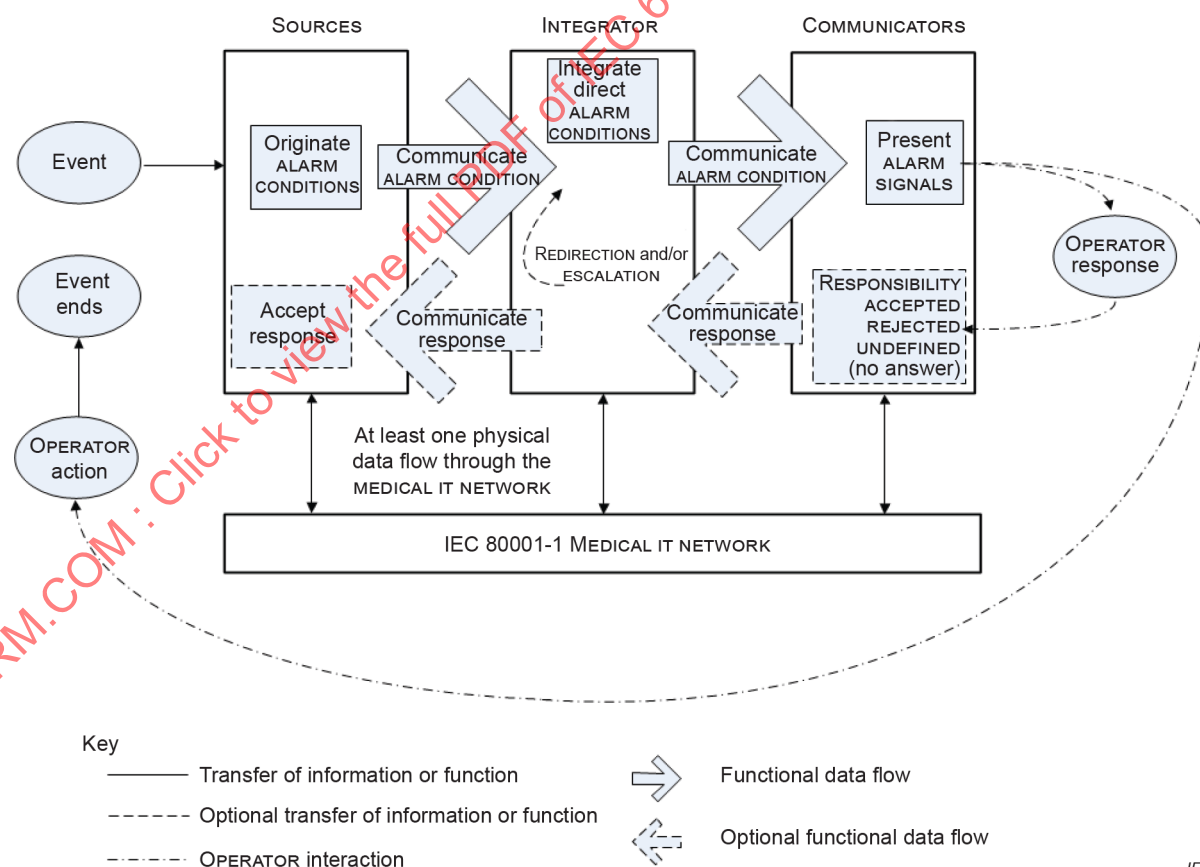 SOURCES
INTEGRATOR
COMMUNICATORS
Event
Originate
ALARM
CONDITIONS
Communicate
ALARM CONDITION
Integrate
direct
ALARM
CONDITIONS
Communicate
ALARM CONDITION
Present
ALARM
SIGNALS
OPERATOR
response
REDIRECTION and/or
ESCALATION
Event
ends
Accept
response
Communicate
response
Communicate
response
RESPONSIBILITY
ACCEPTED
REJECTED
UNDEFINED
(no answer)
OPERATOR
action
At least one physical
data flow through the
MEDICAL IT NETWORK
IEC 80001-1 MEDICAL IT NETWORK
Key
Transfer of information or function
Functional data flow
Optional transfer of information or function
Optional functional data flow
OPERATOR interaction
RM.COM : Click to view the full PDF of IEC 6